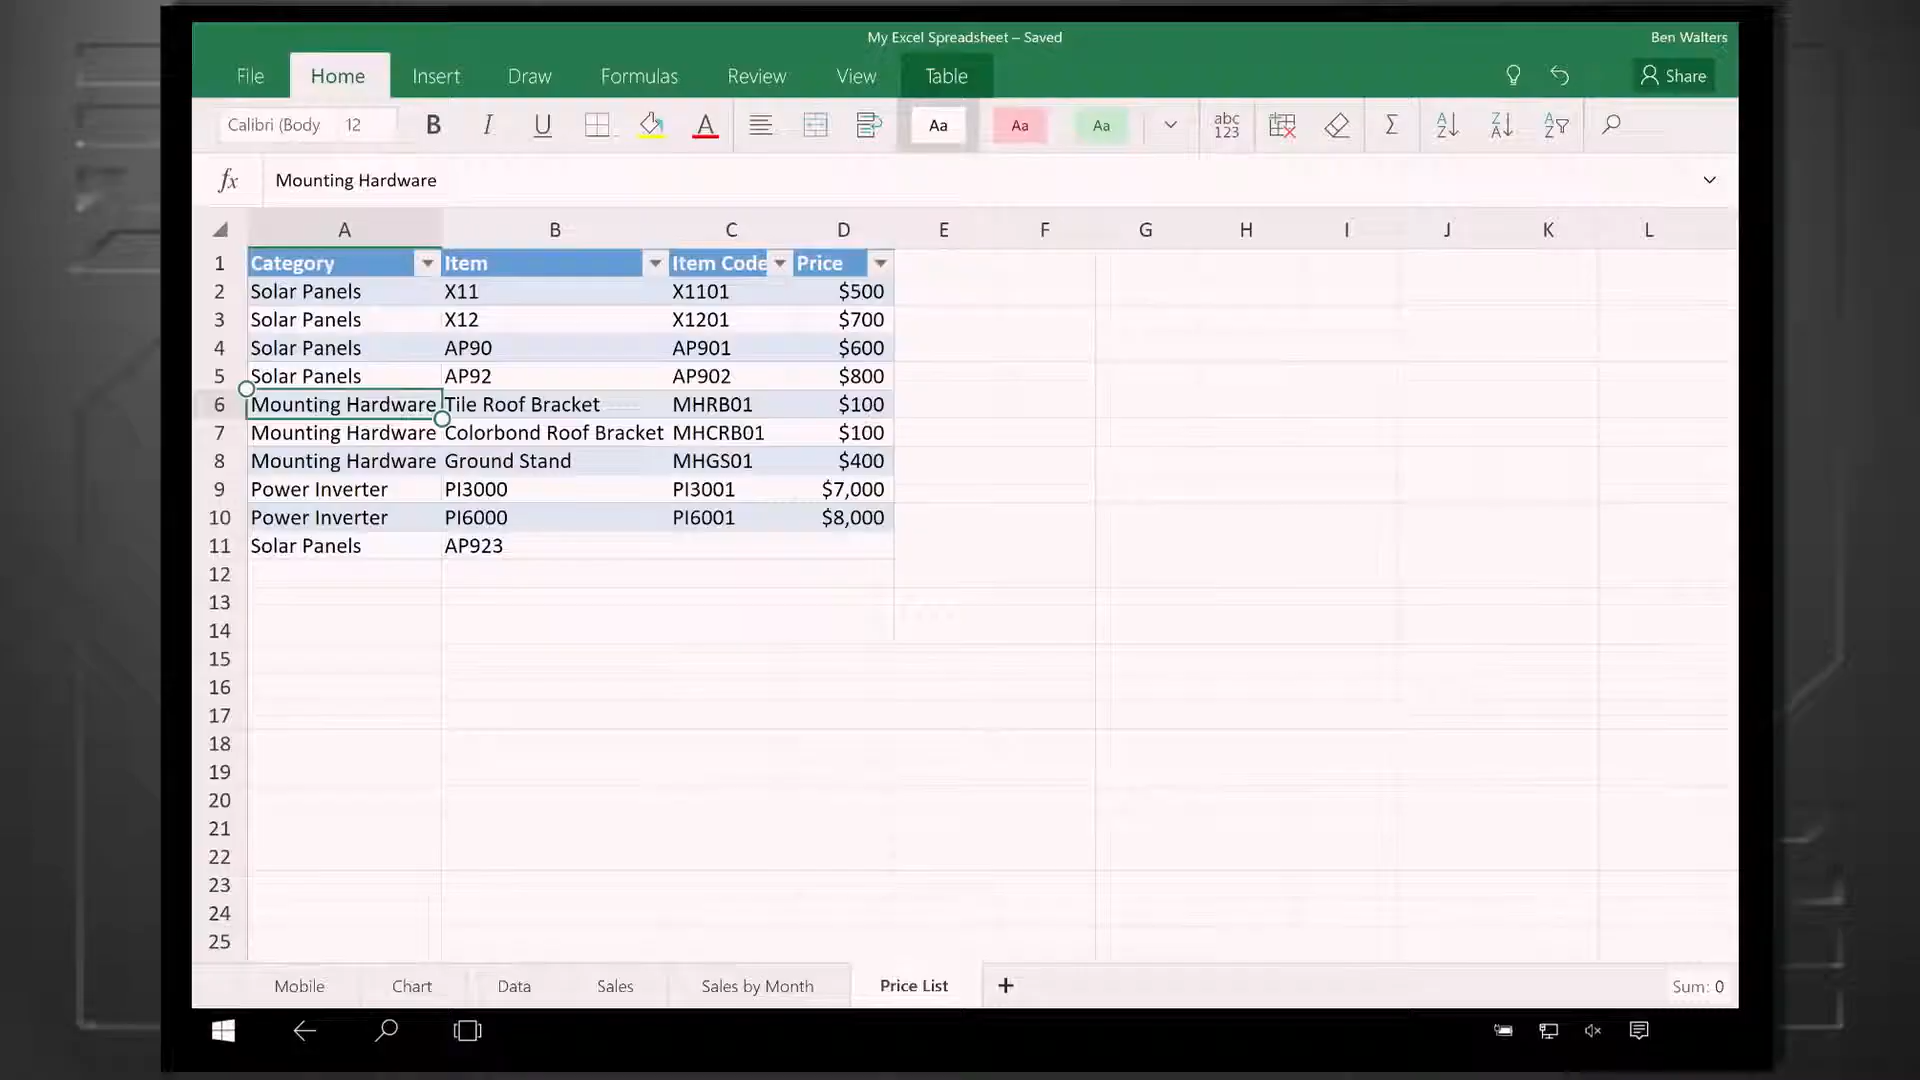 My Excel Spreadsheet – Saved
Ben Walters
File Home Insert Draw Formulas Review View Table Share
Calibri (Body 12 B I U A Aa Aa Aa abc 123 Σ A Z Z A A Z
fx Mounting Hardware
A B C D E F G H I J K L
1 Category Item Item Code Price
2 Solar Panels X11 X1101 $500
3 Solar Panels X12 X1201 $700
4 Solar Panels AP90 AP901 $600
5 Solar Panels AP92 AP902 $800
6 Mounting Hardware Tile Roof Bracket MHRB01 $100
7 Mounting Hardware Colorbond Roof Bracket MHCRB01 $100
8 Mounting Hardware Ground Stand MHGS01 $400
9 Power Inverter PI3000 PI3001 $7,000
10 Power Inverter PI6000 PI6001 $8,000
11 Solar Panels AP923
12
13
14
15
16
17
18
19
20
21
22
23
24
25
Mobile Chart Data Sales Sales by Month Price List + Sum: 0